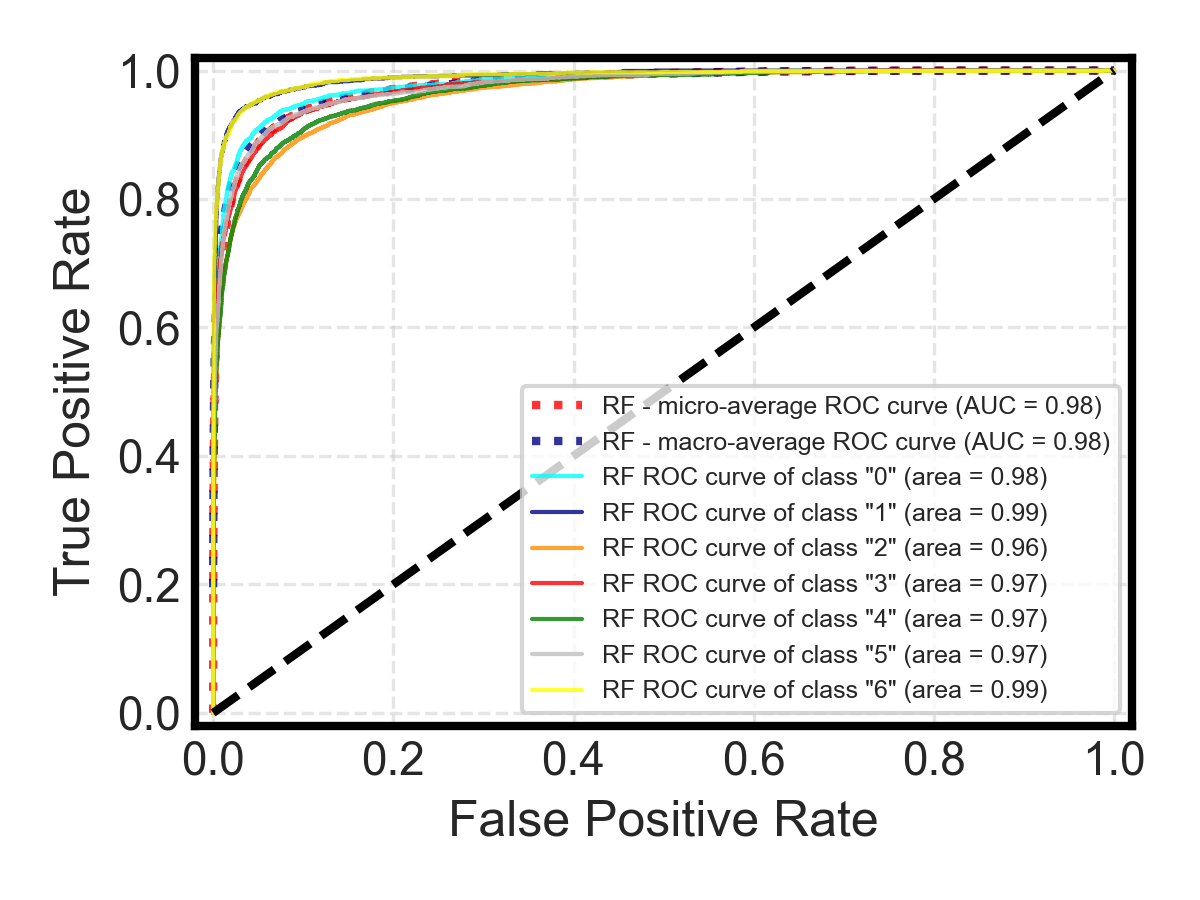 1.0
0.8
0.6
0.4
0.2
0.0
True Positive Rate
RF - micro-average ROC curve (AUC = 0.98)
RF - macro-average ROC curve (AUC = 0.98)
RF ROC curve of class "0" (area = 0.98)
RF ROC curve of class "1" (area = 0.99)
RF ROC curve of class "2" (area = 0.96)
RF ROC curve of class "3" (area = 0.97)
RF ROC curve of class "4" (area = 0.97)
RF ROC curve of class "5" (area = 0.97)
RF ROC curve of class "6" (area = 0.99)
0.0 0.2 0.4 0.6 0.8 1.0
False Positive Rate